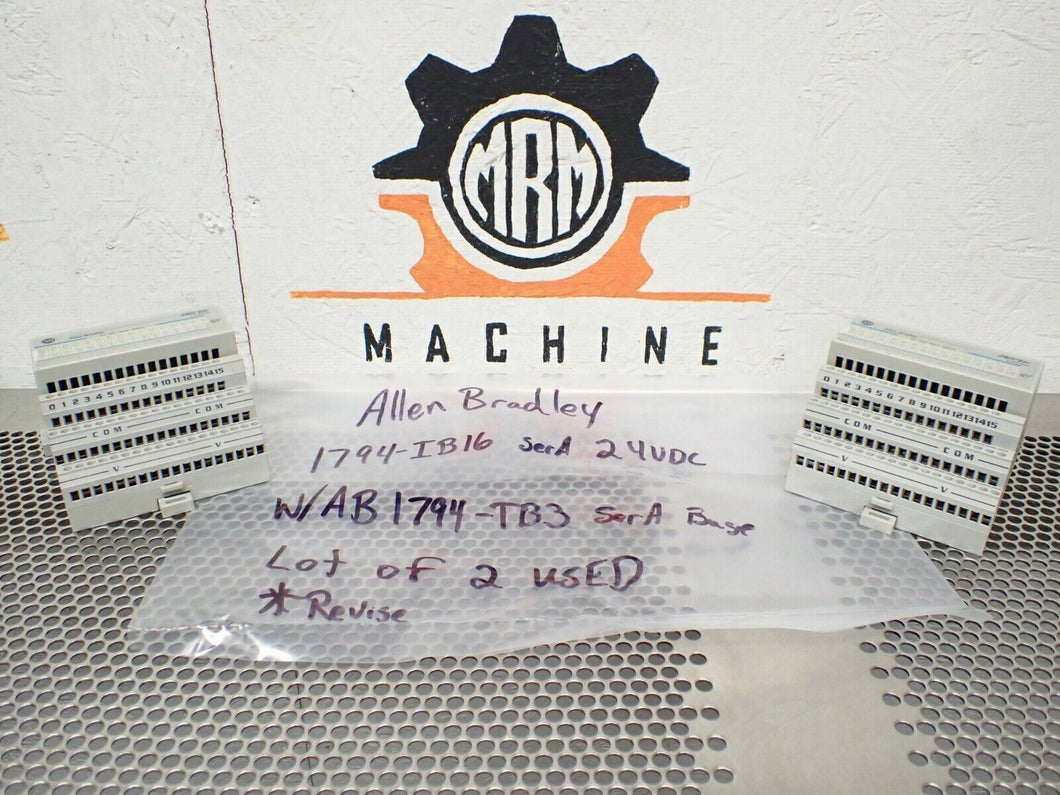 MRM
MACHINE
Allen Bradley
1794-IB16 SerA 24VDC
W/AB 1794-TB3 SerA Base
Lot of 2 USED
* Revise
0 1 2 3 4 5 6 7 8 9 10 11 12 13 14 15
COM
COM
V
V
0 1 2 3 4 5 6 7 8 9 10 11 12 13 14 15
COM
COM
V
V